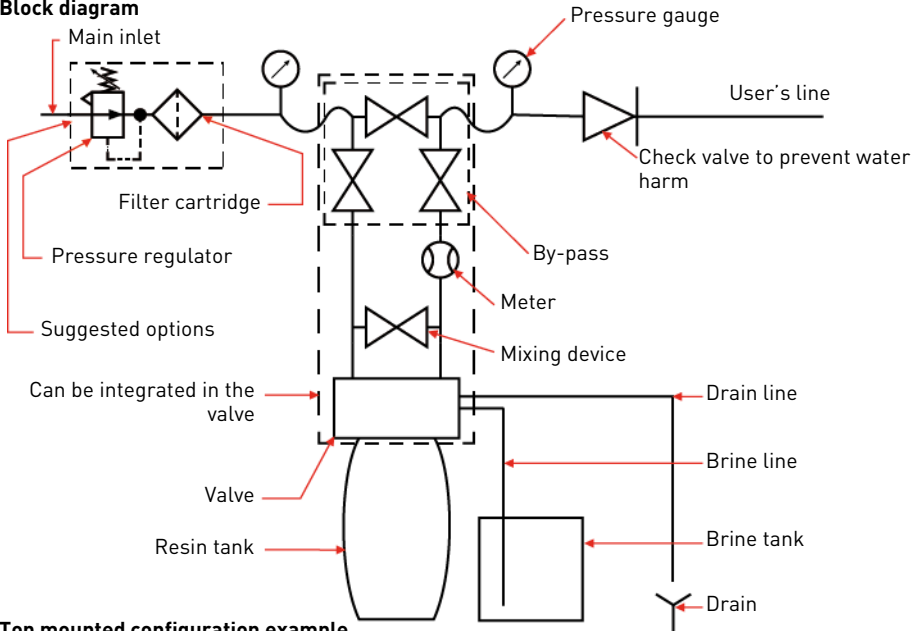 Block diagram
Main inlet
Pressure gauge
User's line
Check valve to prevent water
harm
Filter cartridge
By-pass
Pressure regulator
Meter
Suggested options
Mixing device
Can be integrated in the
valve
Drain line
Brine line
Valve
Resin tank
Brine tank
Drain
Top mounted configuration example